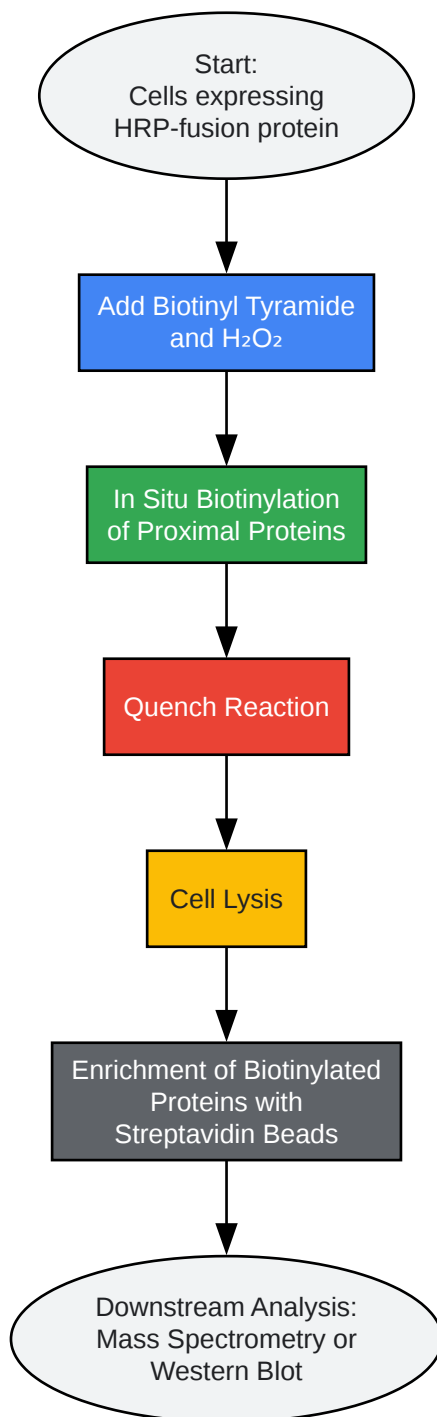 Start:
Cells expressing
HRP-fusion protein
Add Biotinyl Tyramide
and H₂O₂
In Situ Biotinylation
of Proximal Proteins
Quench Reaction
Cell Lysis
Enrichment of Biotinylated
Proteins with
Streptavidin Beads
Downstream Analysis:
Mass Spectrometry or
Western Blot